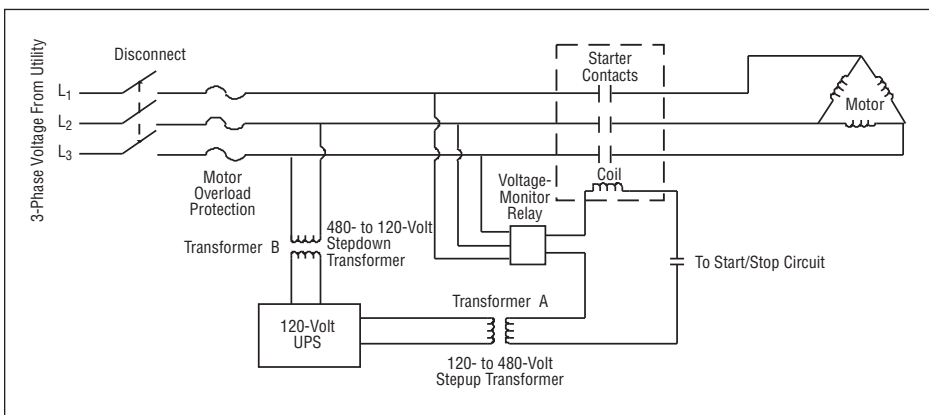 3-Phase Voltage From Utility
Disconnect
L1
L2
L3
Motor
Overload
Protection
Starter
Contacts
Motor
Coil
Voltage-
Monitor
Relay
480- to 120-Volt
Stepdown
Transformer
Transformer B
To Start/Stop Circuit
Transformer A
120-Volt
UPS
120- to 480-Volt
Stepup Transformer